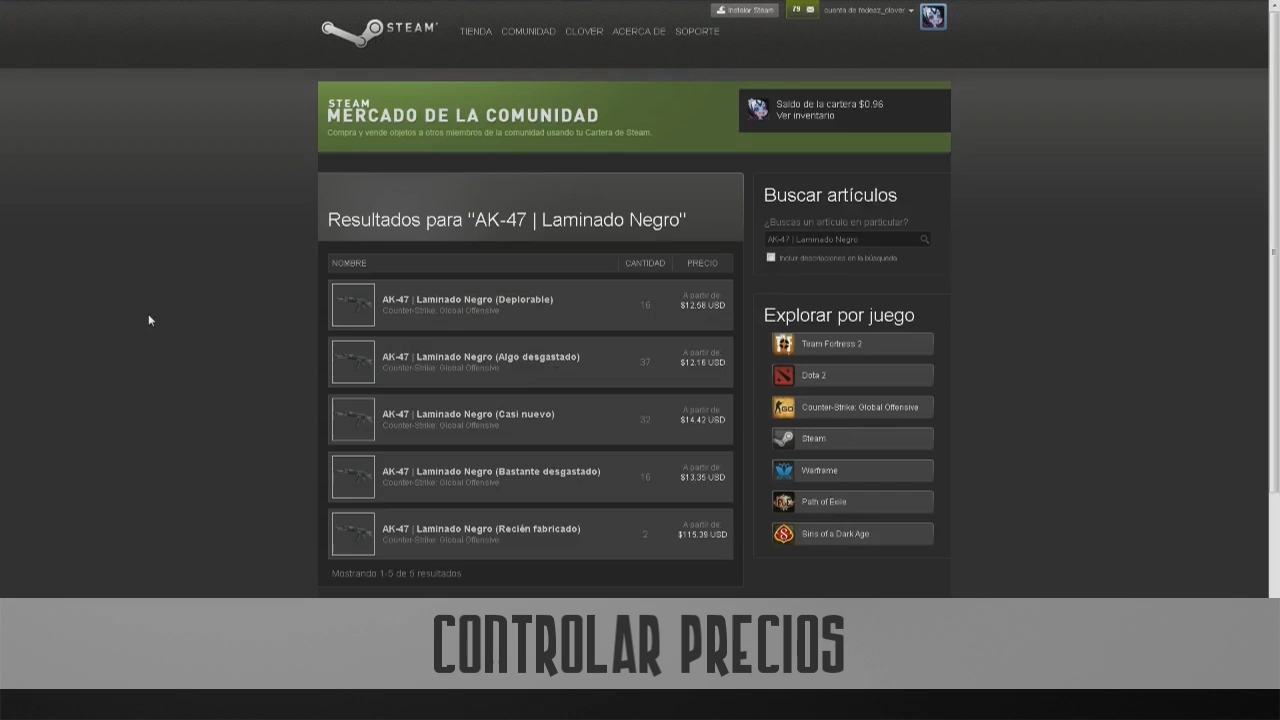 Instalar Steam
79
cuenta de fedesz_clover
STEAM
TIENDA COMUNIDAD CLOVER ACERCA DE SOPORTE
STEAM
MERCADO DE LA COMUNIDAD
Compra y vende objetos a otros miembros de la comunidad usando tu Cartera de Steam.
Saldo de la cartera $0.96
Ver inventario
Resultados para "AK-47 | Laminado Negro"
NOMBRE CANTIDAD PRECIO
AK-47 | Laminado Negro (Deplorable)
Counter-Strike: Global Offensive
16
A partir de:
$12.58 USD
AK-47 | Laminado Negro (Algo desgastado)
Counter-Strike: Global Offensive
37
A partir de:
$12.16 USD
AK-47 | Laminado Negro (Casi nuevo)
Counter-Strike: Global Offensive
32
A partir de:
$14.42 USD
AK-47 | Laminado Negro (Bastante desgastado)
Counter-Strike: Global Offensive
16
A partir de:
$13.35 USD
AK-47 | Laminado Negro (Recién fabricado)
Counter-Strike: Global Offensive
2
A partir de:
$115.39 USD
Mostrando 1-5 de 5 resultados
Buscar artículos
¿Buscas un artículo en particular?
AK-47 | Laminado Negro
Incluir descripciones en la búsqueda
Explorar por juego
Team Fortress 2
Dota 2
Counter-Strike: Global Offensive
Steam
Warframe
Path of Exile
Sins of a Dark Age
CONTROLAR PRECIOS